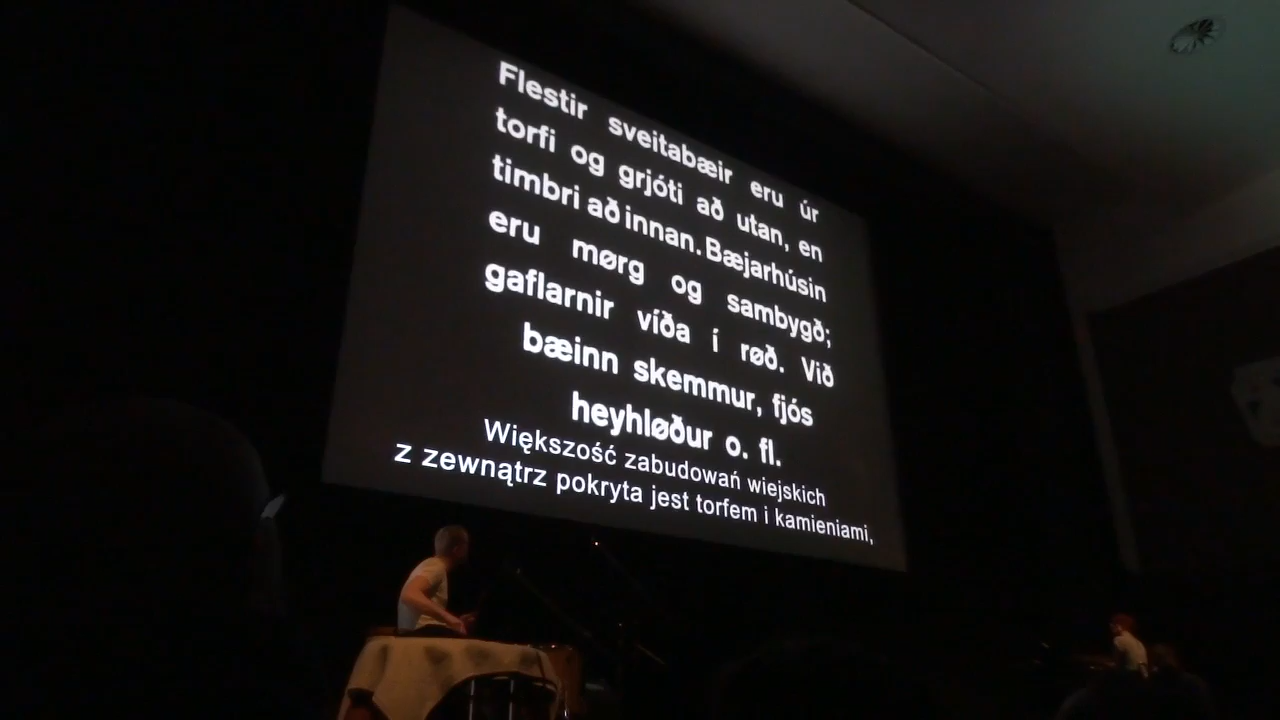 Flestir sveitabæir eru úr
torfi og grjóti að utan, en
timbri að innan. Bæjarhúsin
eru mørg og sambygð;
gaflarnir víða í røð. Við
bæinn skemmur, fjós
heyhløður o. fl.
Większość zabudowań wiejskich
z zewnątrz pokryta jest torfem i kamieniami,